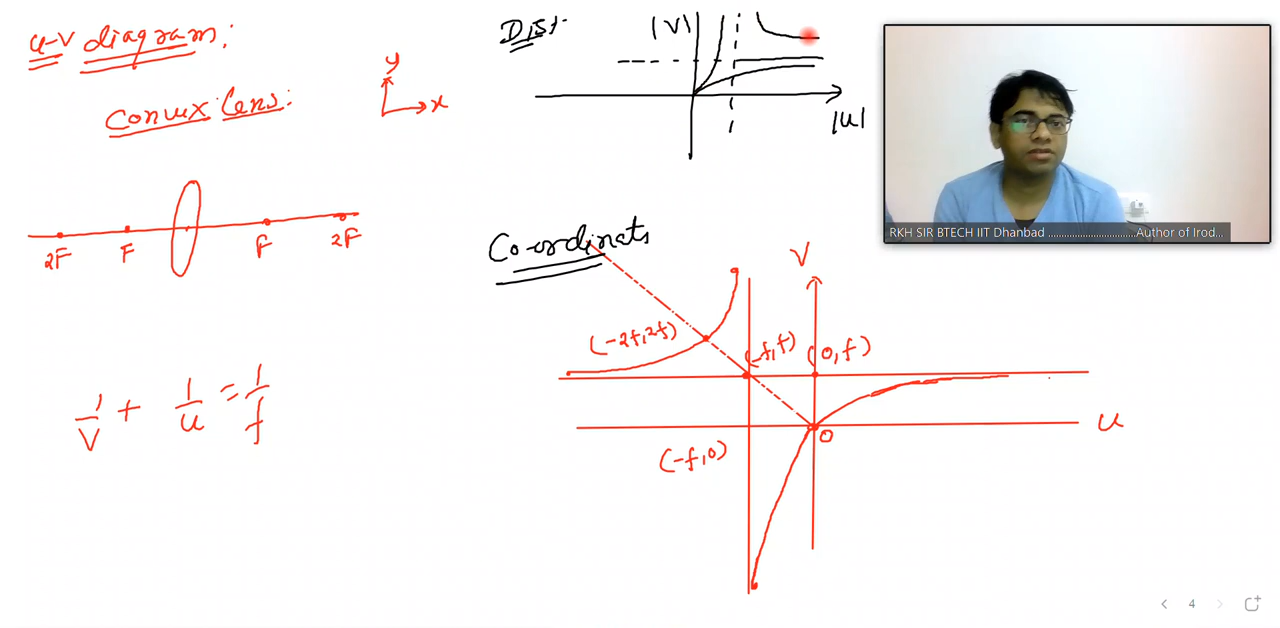 u-v diagram:
Convex lens:
y
x
2F
F
F
2F
1/v + 1/u = 1/f
Dist:
|V|
|u|
RKH SIR BTECH IIT Dhanbad ......................................Author of Irod...
Co-ordinats
V
(-2f,2f)
(-f,f)
(0,f)
u
O
(-f,0)
4